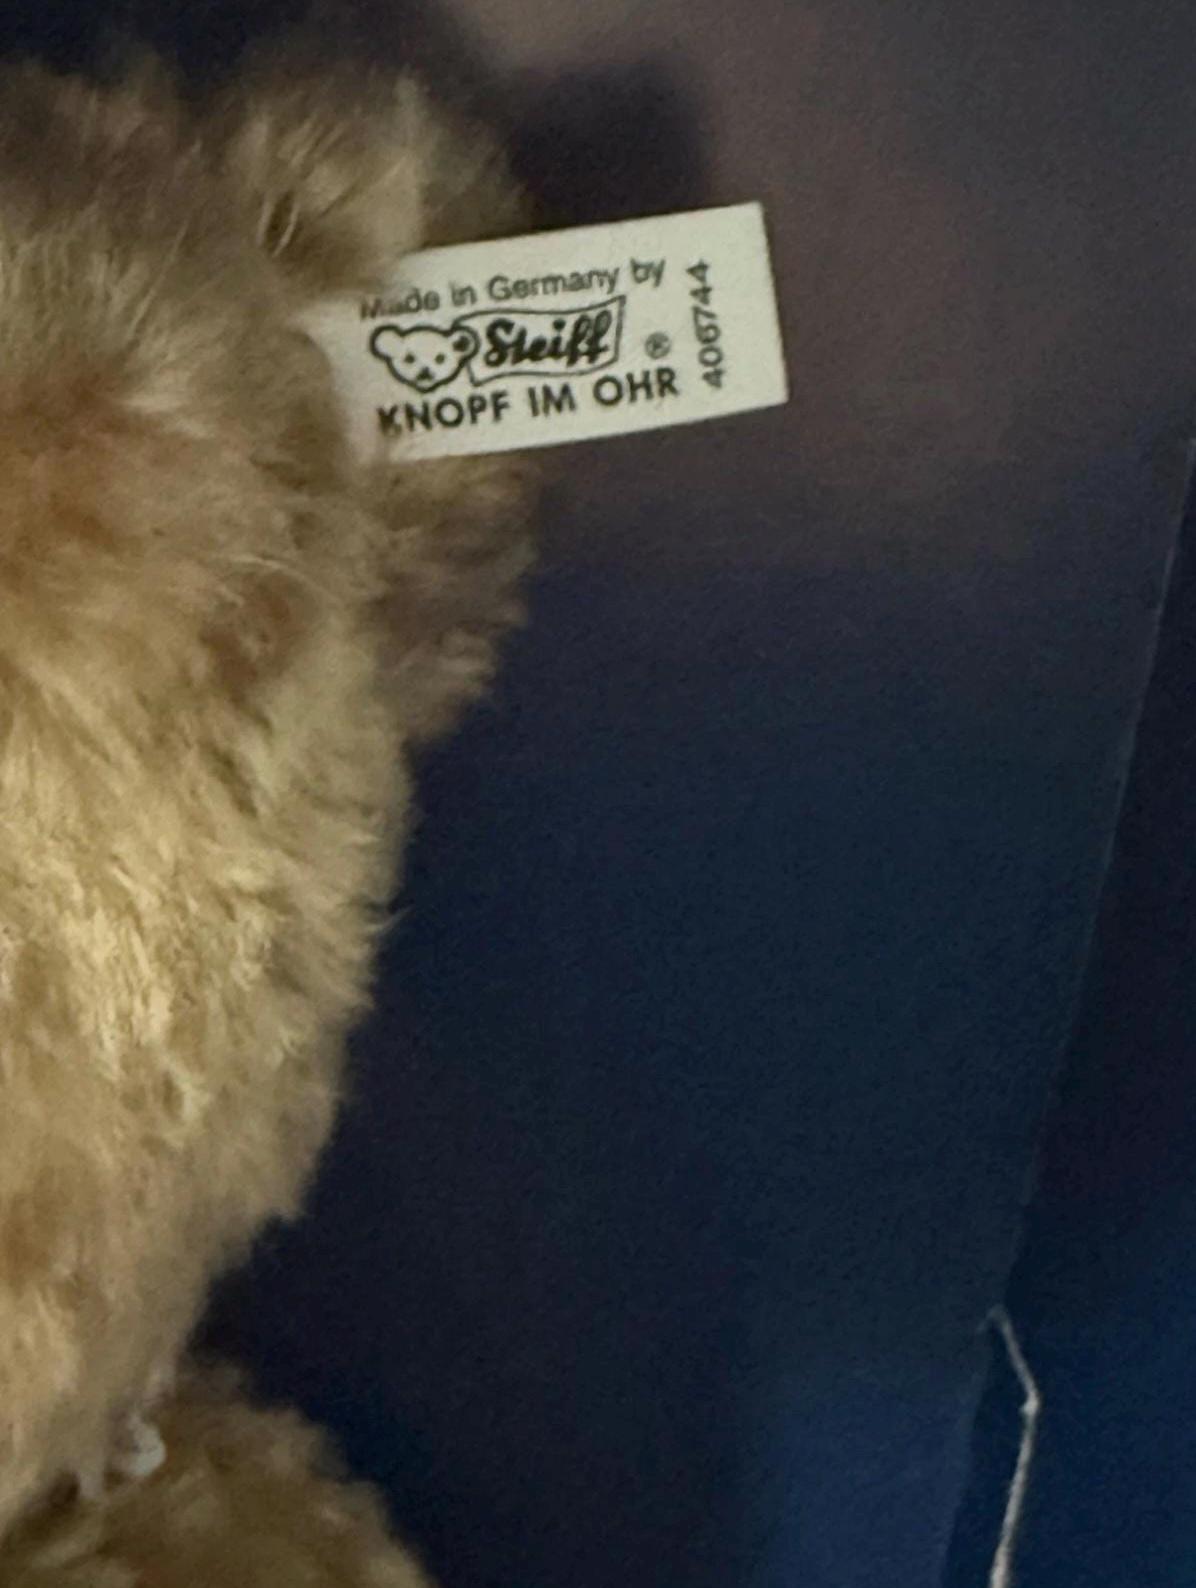 Made in Germany by
Steiff ®
KNOPF IM OHR
406744